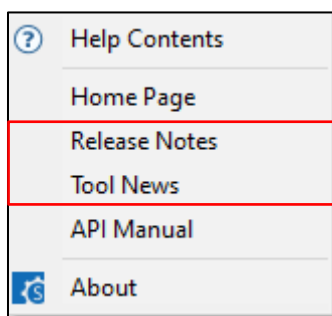 Help Contents
Home Page
Release Notes
Tool News
API Manual
About